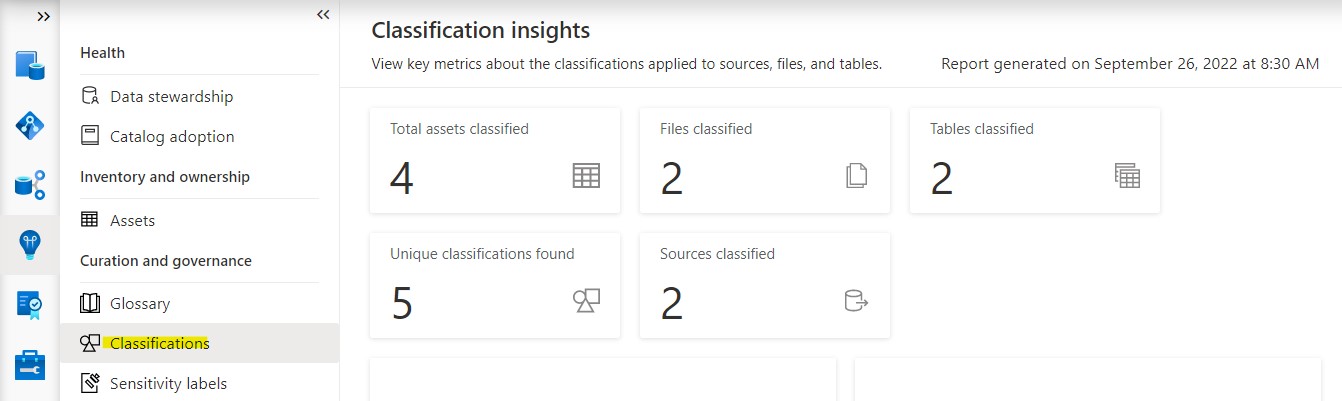 Health
Data stewardship
Catalog adoption
Inventory and ownership
Assets
Curation and governance
Glossary
Classifications
Sensitivity labels
Classification insights
View key metrics about the classifications applied to sources, files, and tables.
Report generated on September 26, 2022 at 8:30 AM
Total assets classified
4
Files classified
2
Tables classified
2
Unique classifications found
5
Sources classified
2